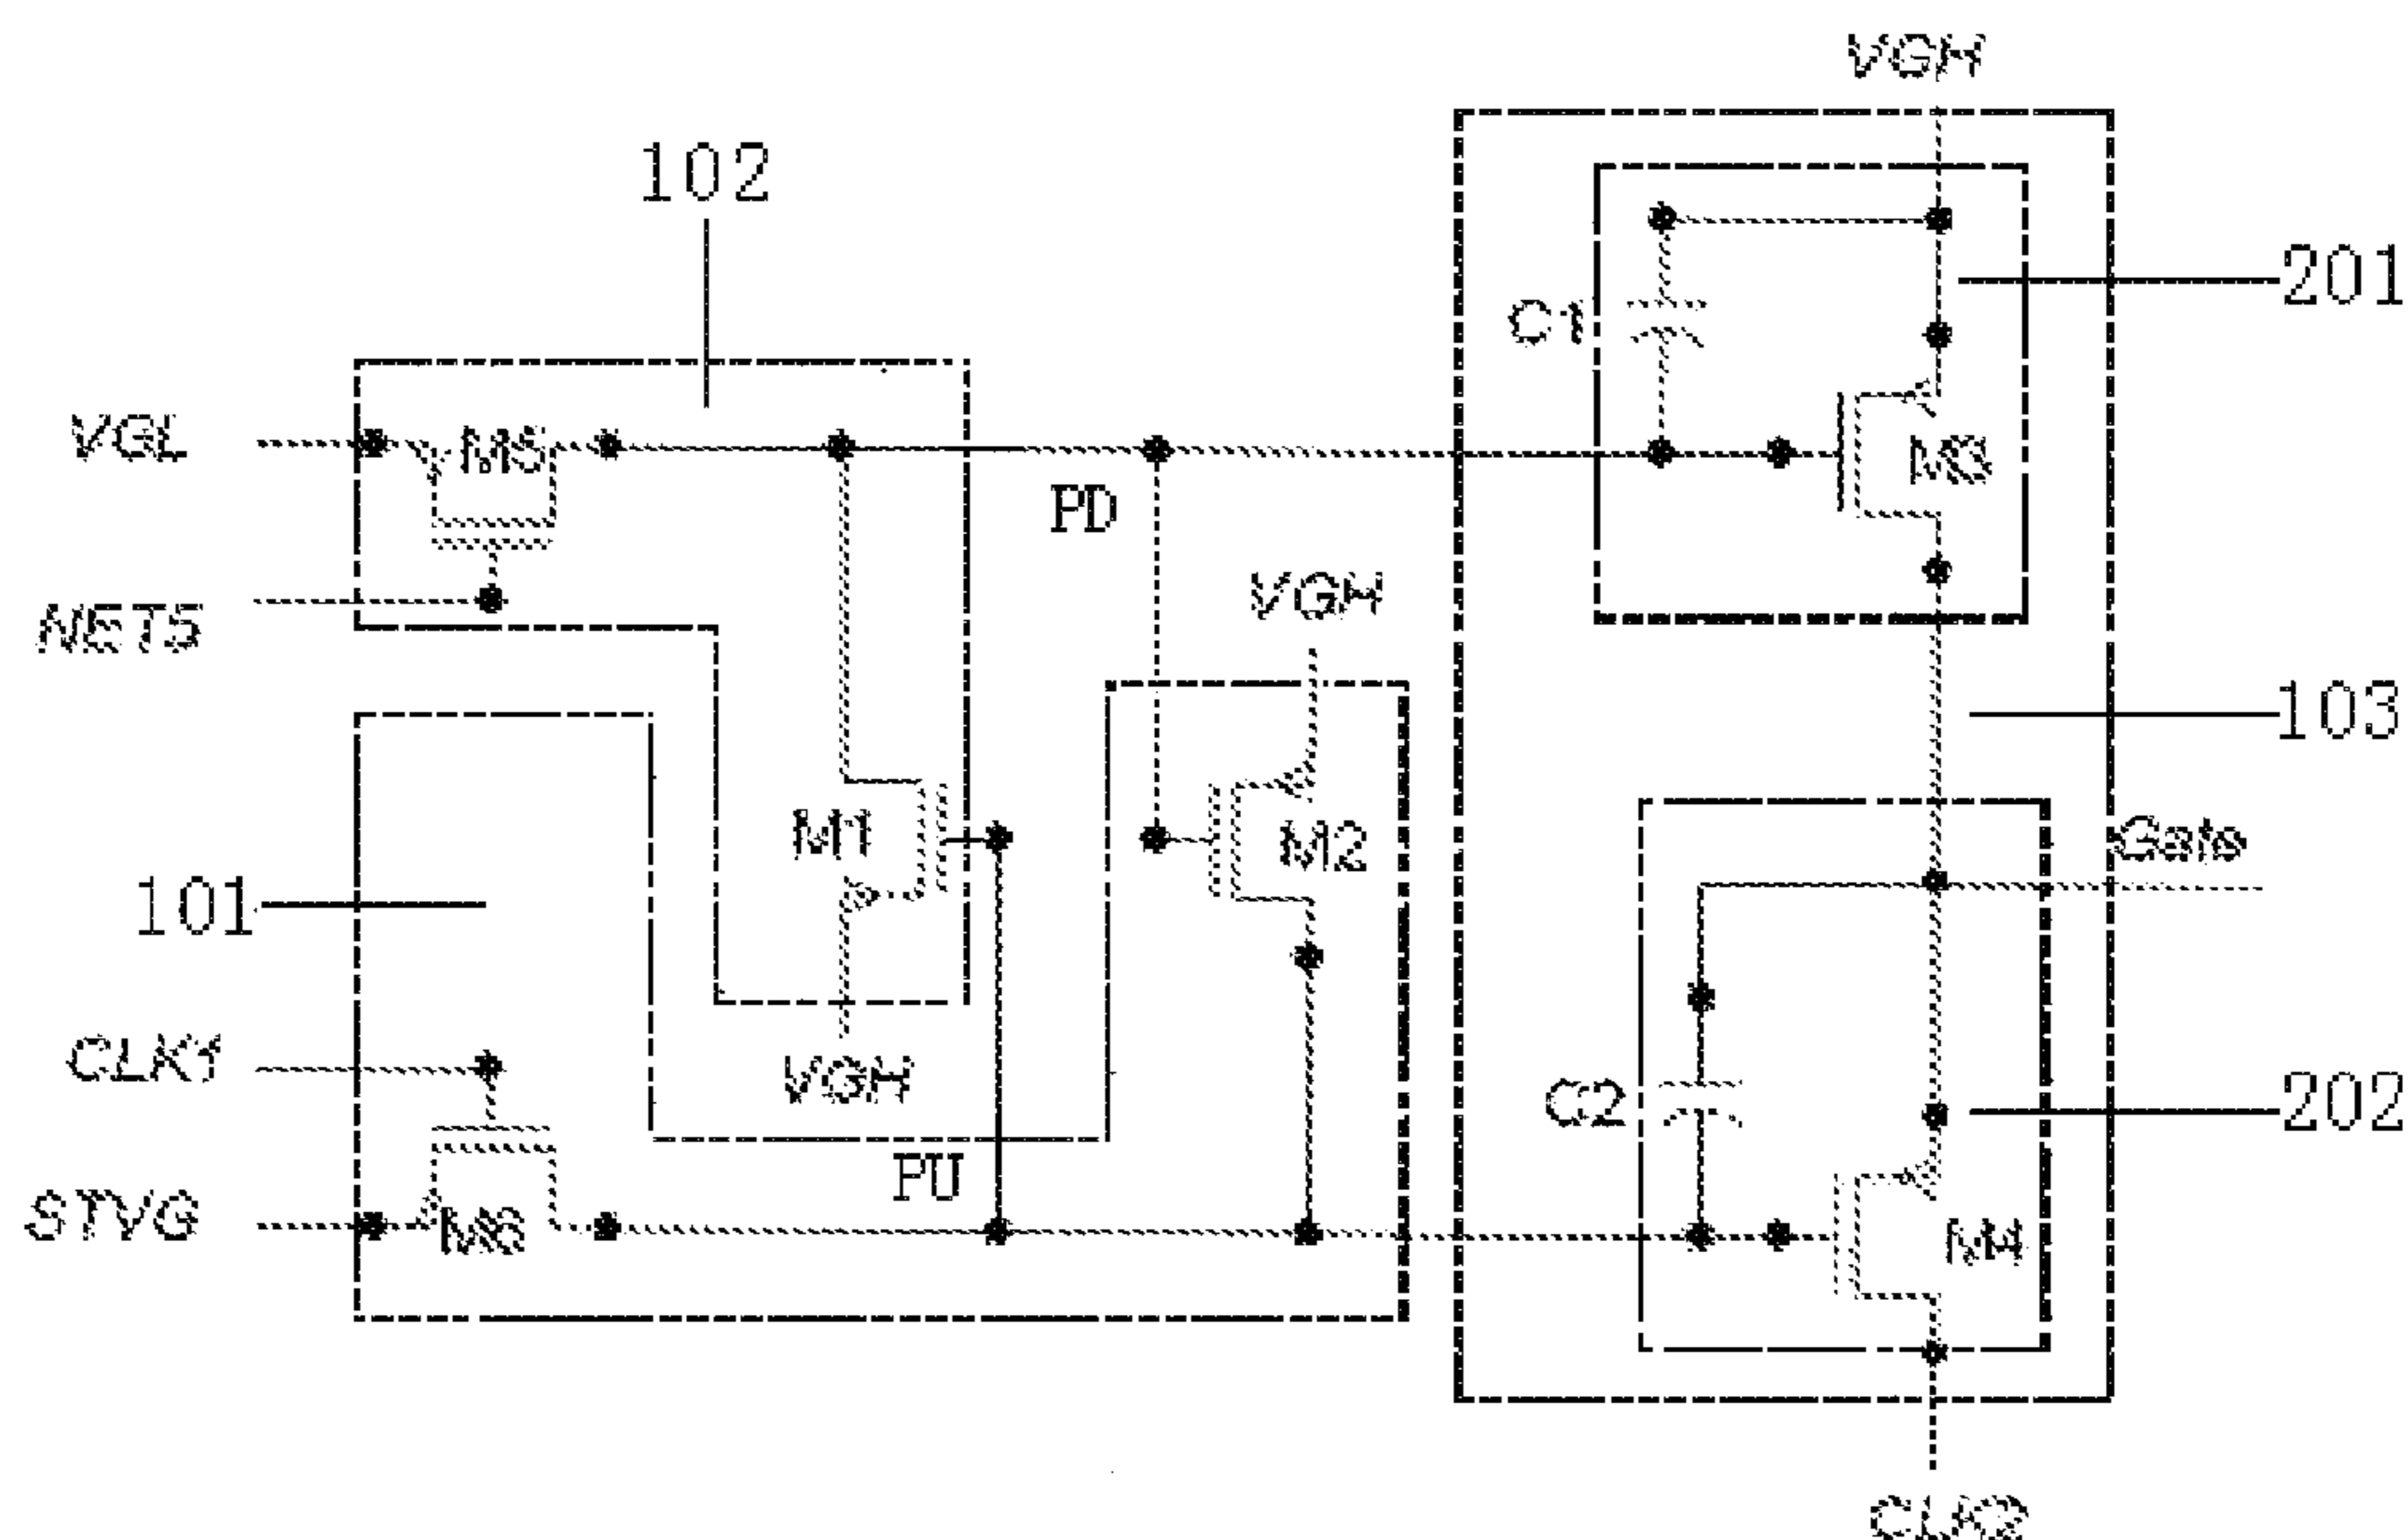 VGH
102
201
C1
VGL
M5
M3
PD
NET5
VGH
103
M1
M2
Gate
101
CLK1
VGH
C2
202
PU
STVG
M6
M4
CLK2